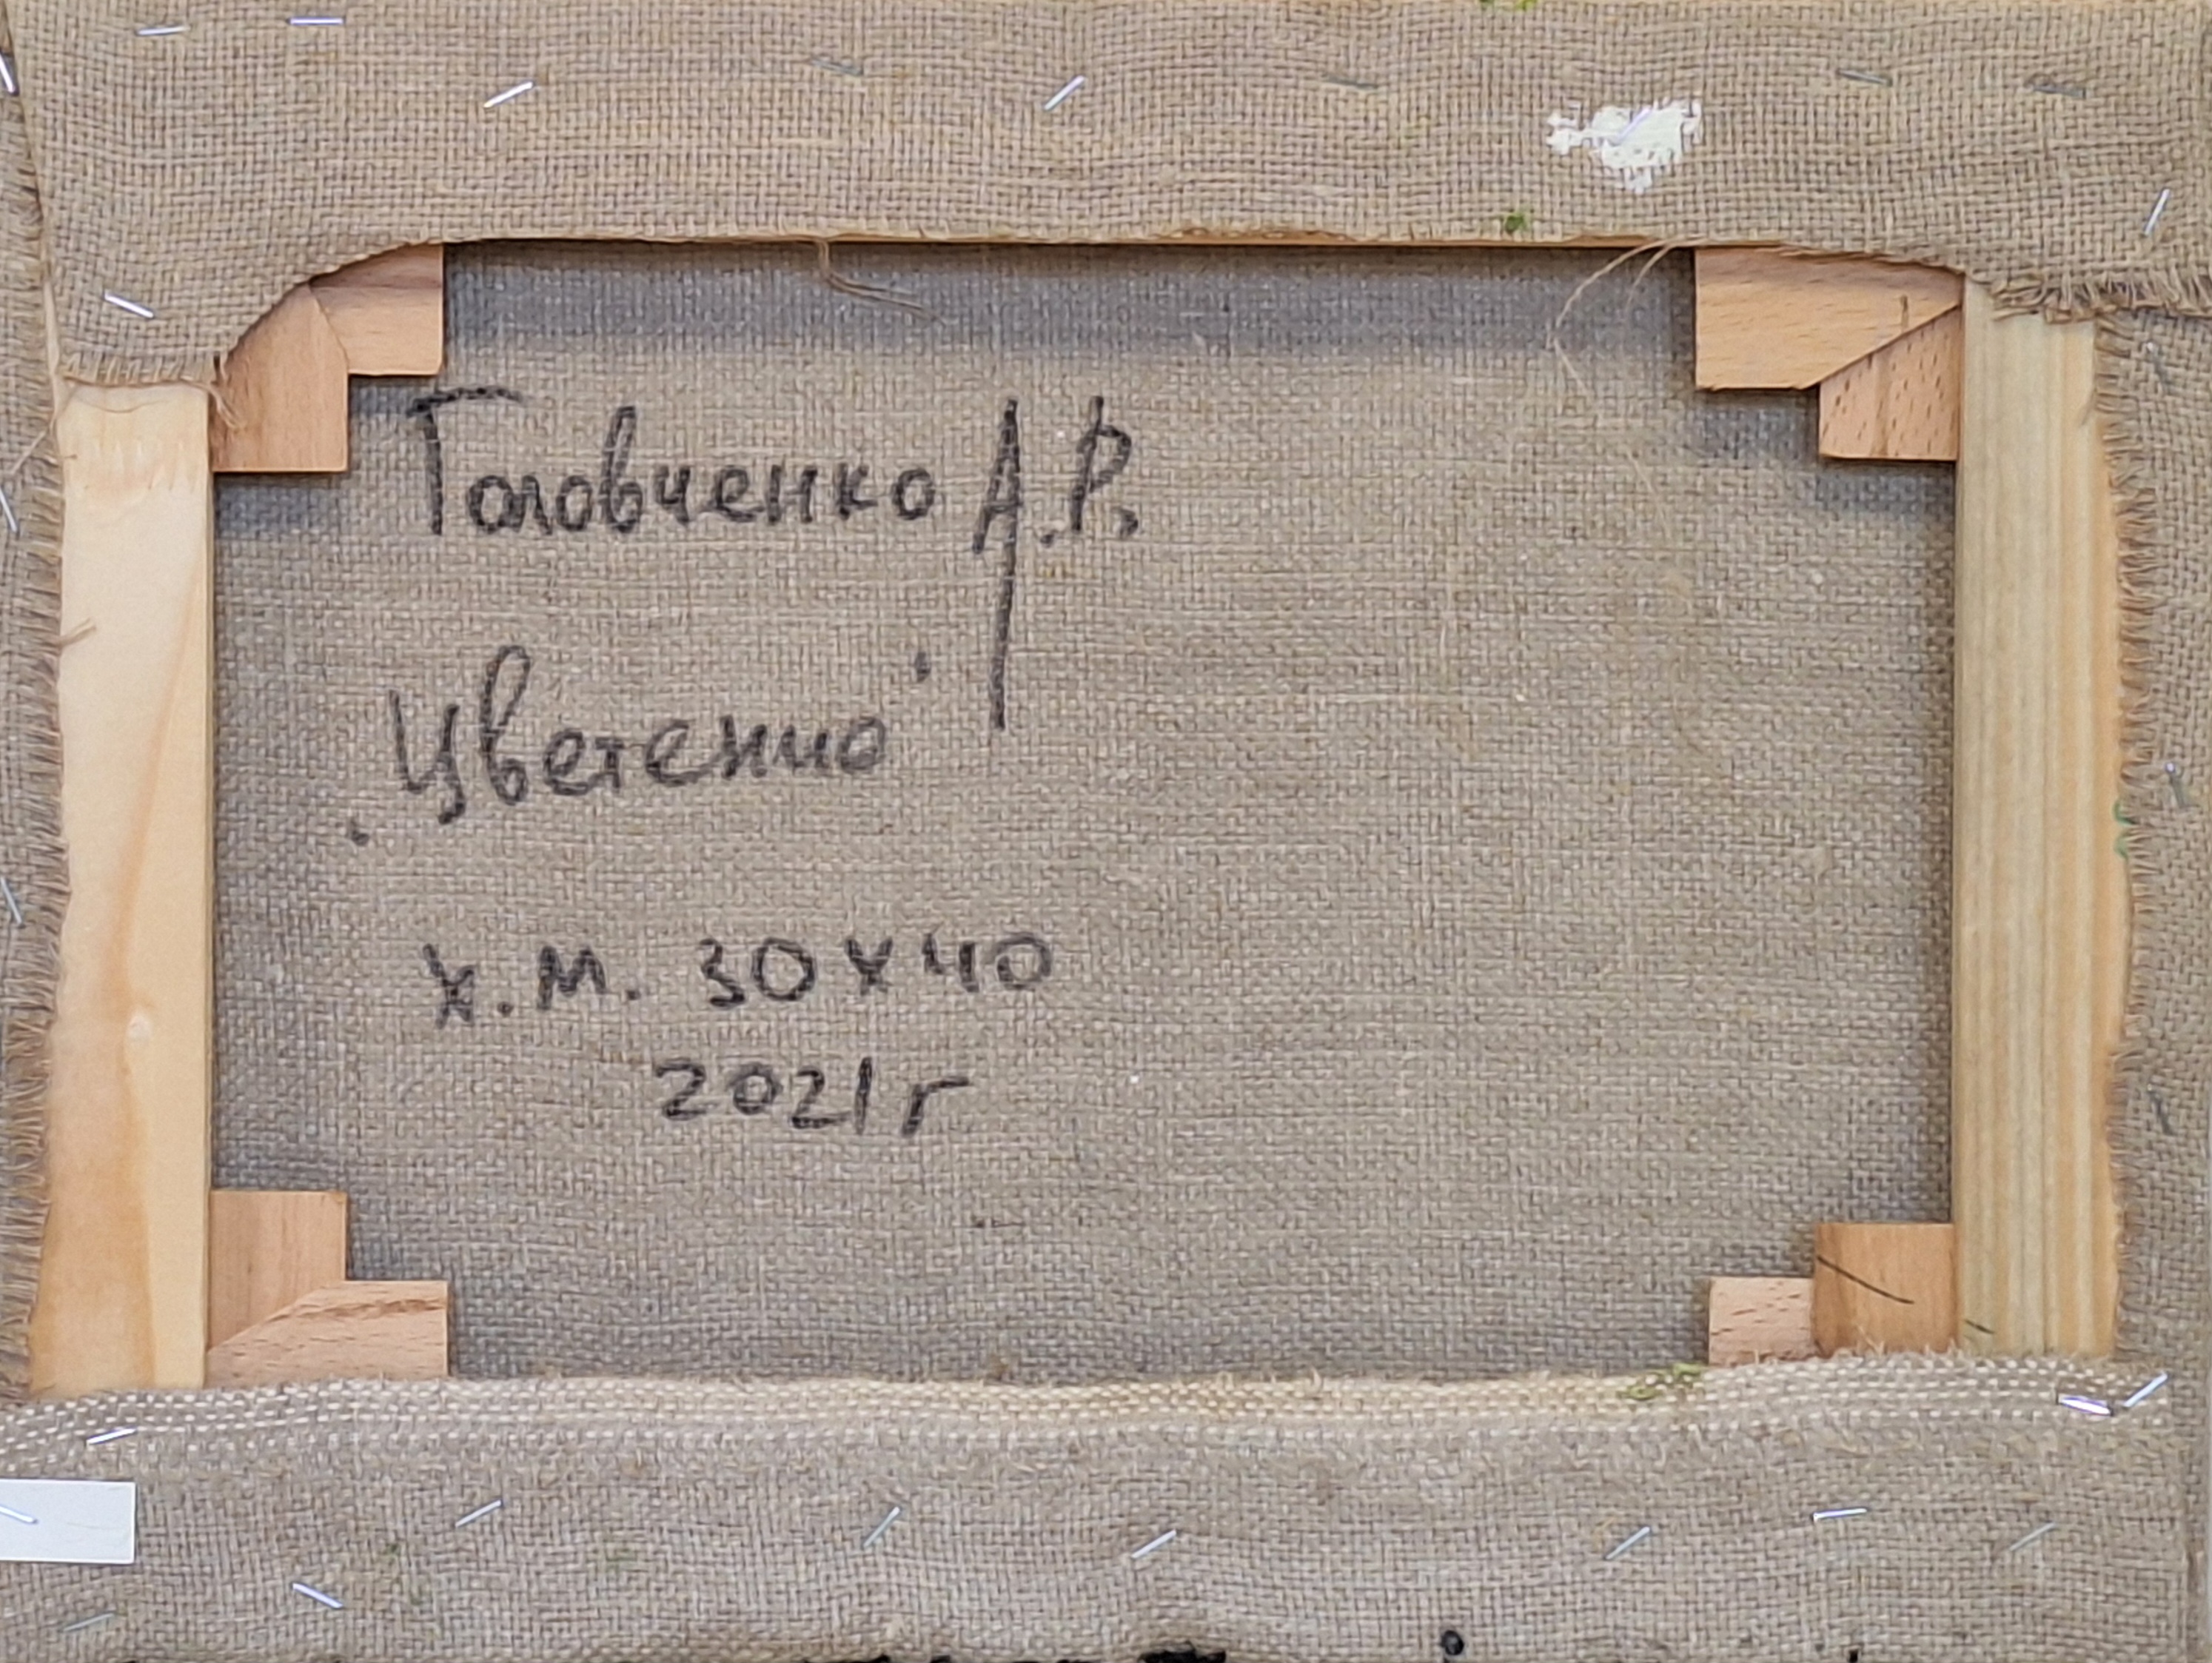 Головченко А.Р.
"Цветение"
х.м. 30х40
2021г